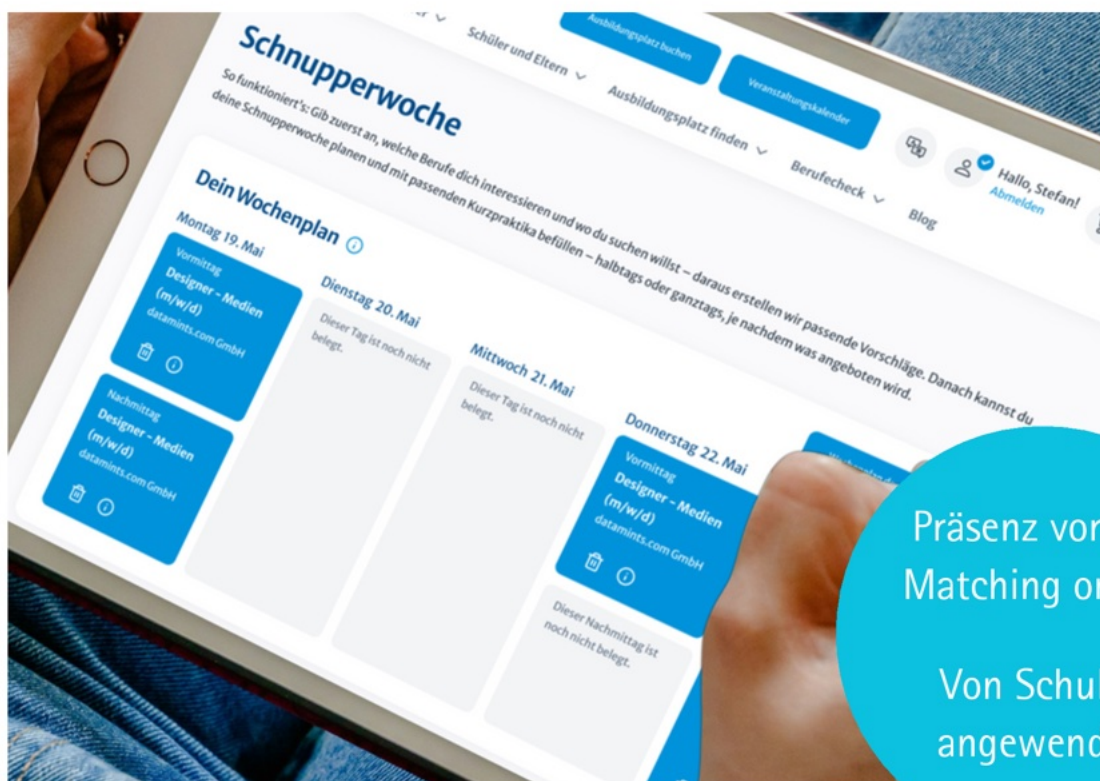 Ausbildungsplatz buchen
Veranstaltungskalender
Schüler und Eltern
Ausbildungsplatz finden
Berufecheck
Blog
Hallo, Stefan!
Abmelden
Schnupperwoche
So funktioniert's: Gib zuerst an, welche Berufe dich interessieren und wo du suchen willst – daraus erstellen wir passende Vorschläge. Danach kannst du
deine Schnupperwoche planen und mit passenden Kurzpraktika befüllen – halbtags oder ganztags, je nachdem was angeboten wird.
Dein Wochenplan
Montag 19. Mai
Vormittag
Designer - Medien
(m/w/d)
datamints.com GmbH
Nachmittag
Designer - Medien
(m/w/d)
datamints.com GmbH
Dienstag 20. Mai
Dieser Tag ist noch nicht
belegt.
Mittwoch 21. Mai
Dieser Tag ist noch nicht
belegt.
Donnerstag 22. Mai
Vormittag
Designer - Medien
(m/w/d)
datamints.com GmbH
Dieser Nachmittag ist
noch nicht belegt.
Präsenz vor
Matching on
Von Schul
angewend